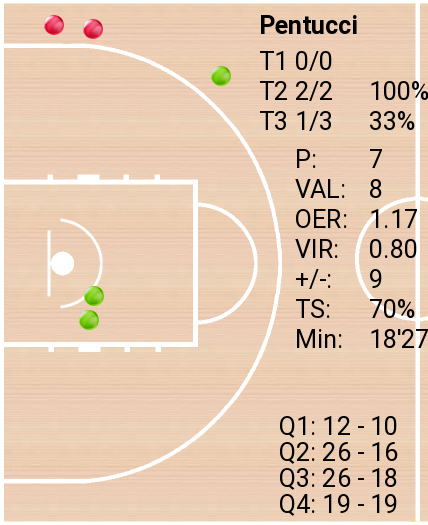 Pentucci
T1 0/0
T2 2/2 100%
T3 1/3 33%
P: 7
VAL: 8
OER: 1.17
VIR: 0.80
+/-: 9
TS: 70%
Min: 18'27
Q1: 12 - 10
Q2: 26 - 16
Q3: 26 - 18
Q4: 19 - 19